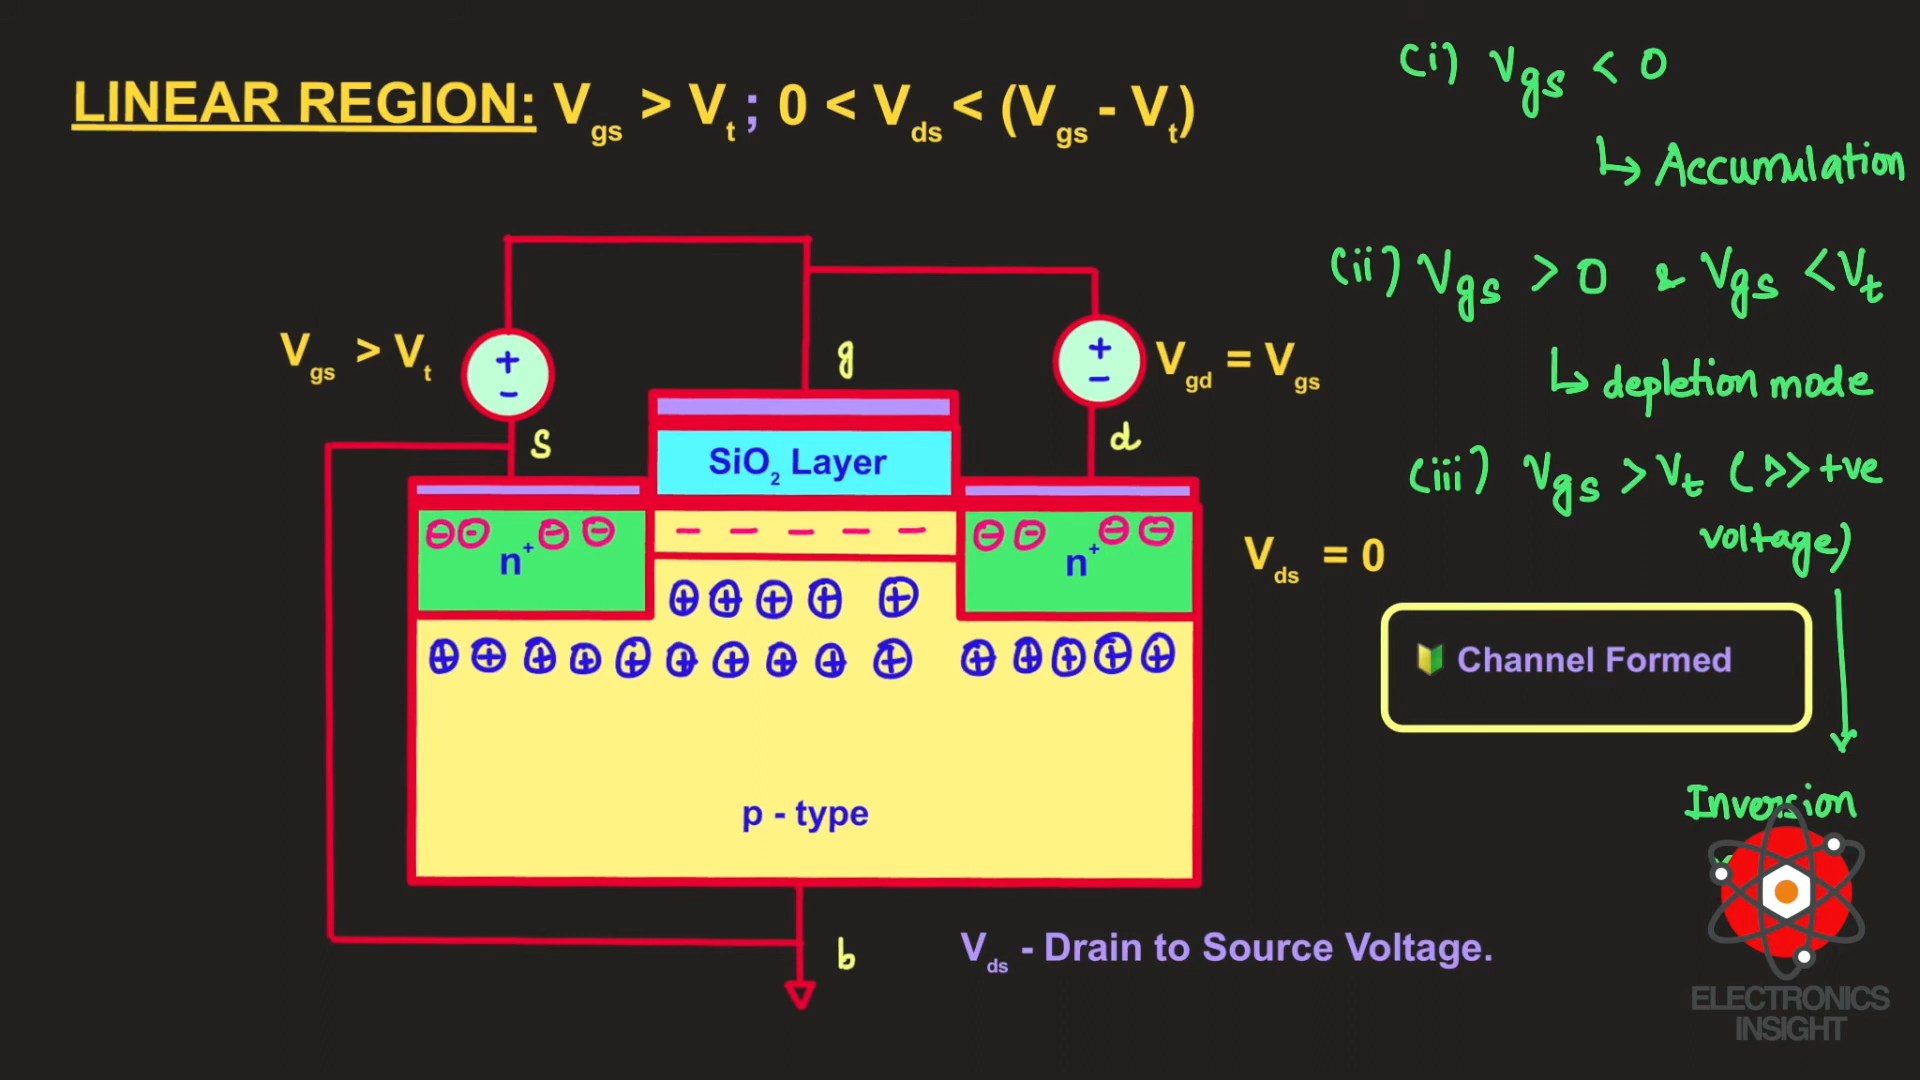 LINEAR REGION: Vgs > Vt ; 0 < Vds < (Vgs - Vt)
(i) Vgs < 0
↳ Accumulation
(ii) Vgs > 0 & Vgs < Vt
↳ depletion mode
(iii) Vgs > Vt ( >> +ve
voltage)
Inversion
Vgs > Vt
g
Vgd = Vgs
s
d
SiO2 Layer
- - - - -
n+
n+
Vds = 0
🔰 Channel Formed
p - type
b
Vds - Drain to Source Voltage.
ELECTRONICS
INSIGHT